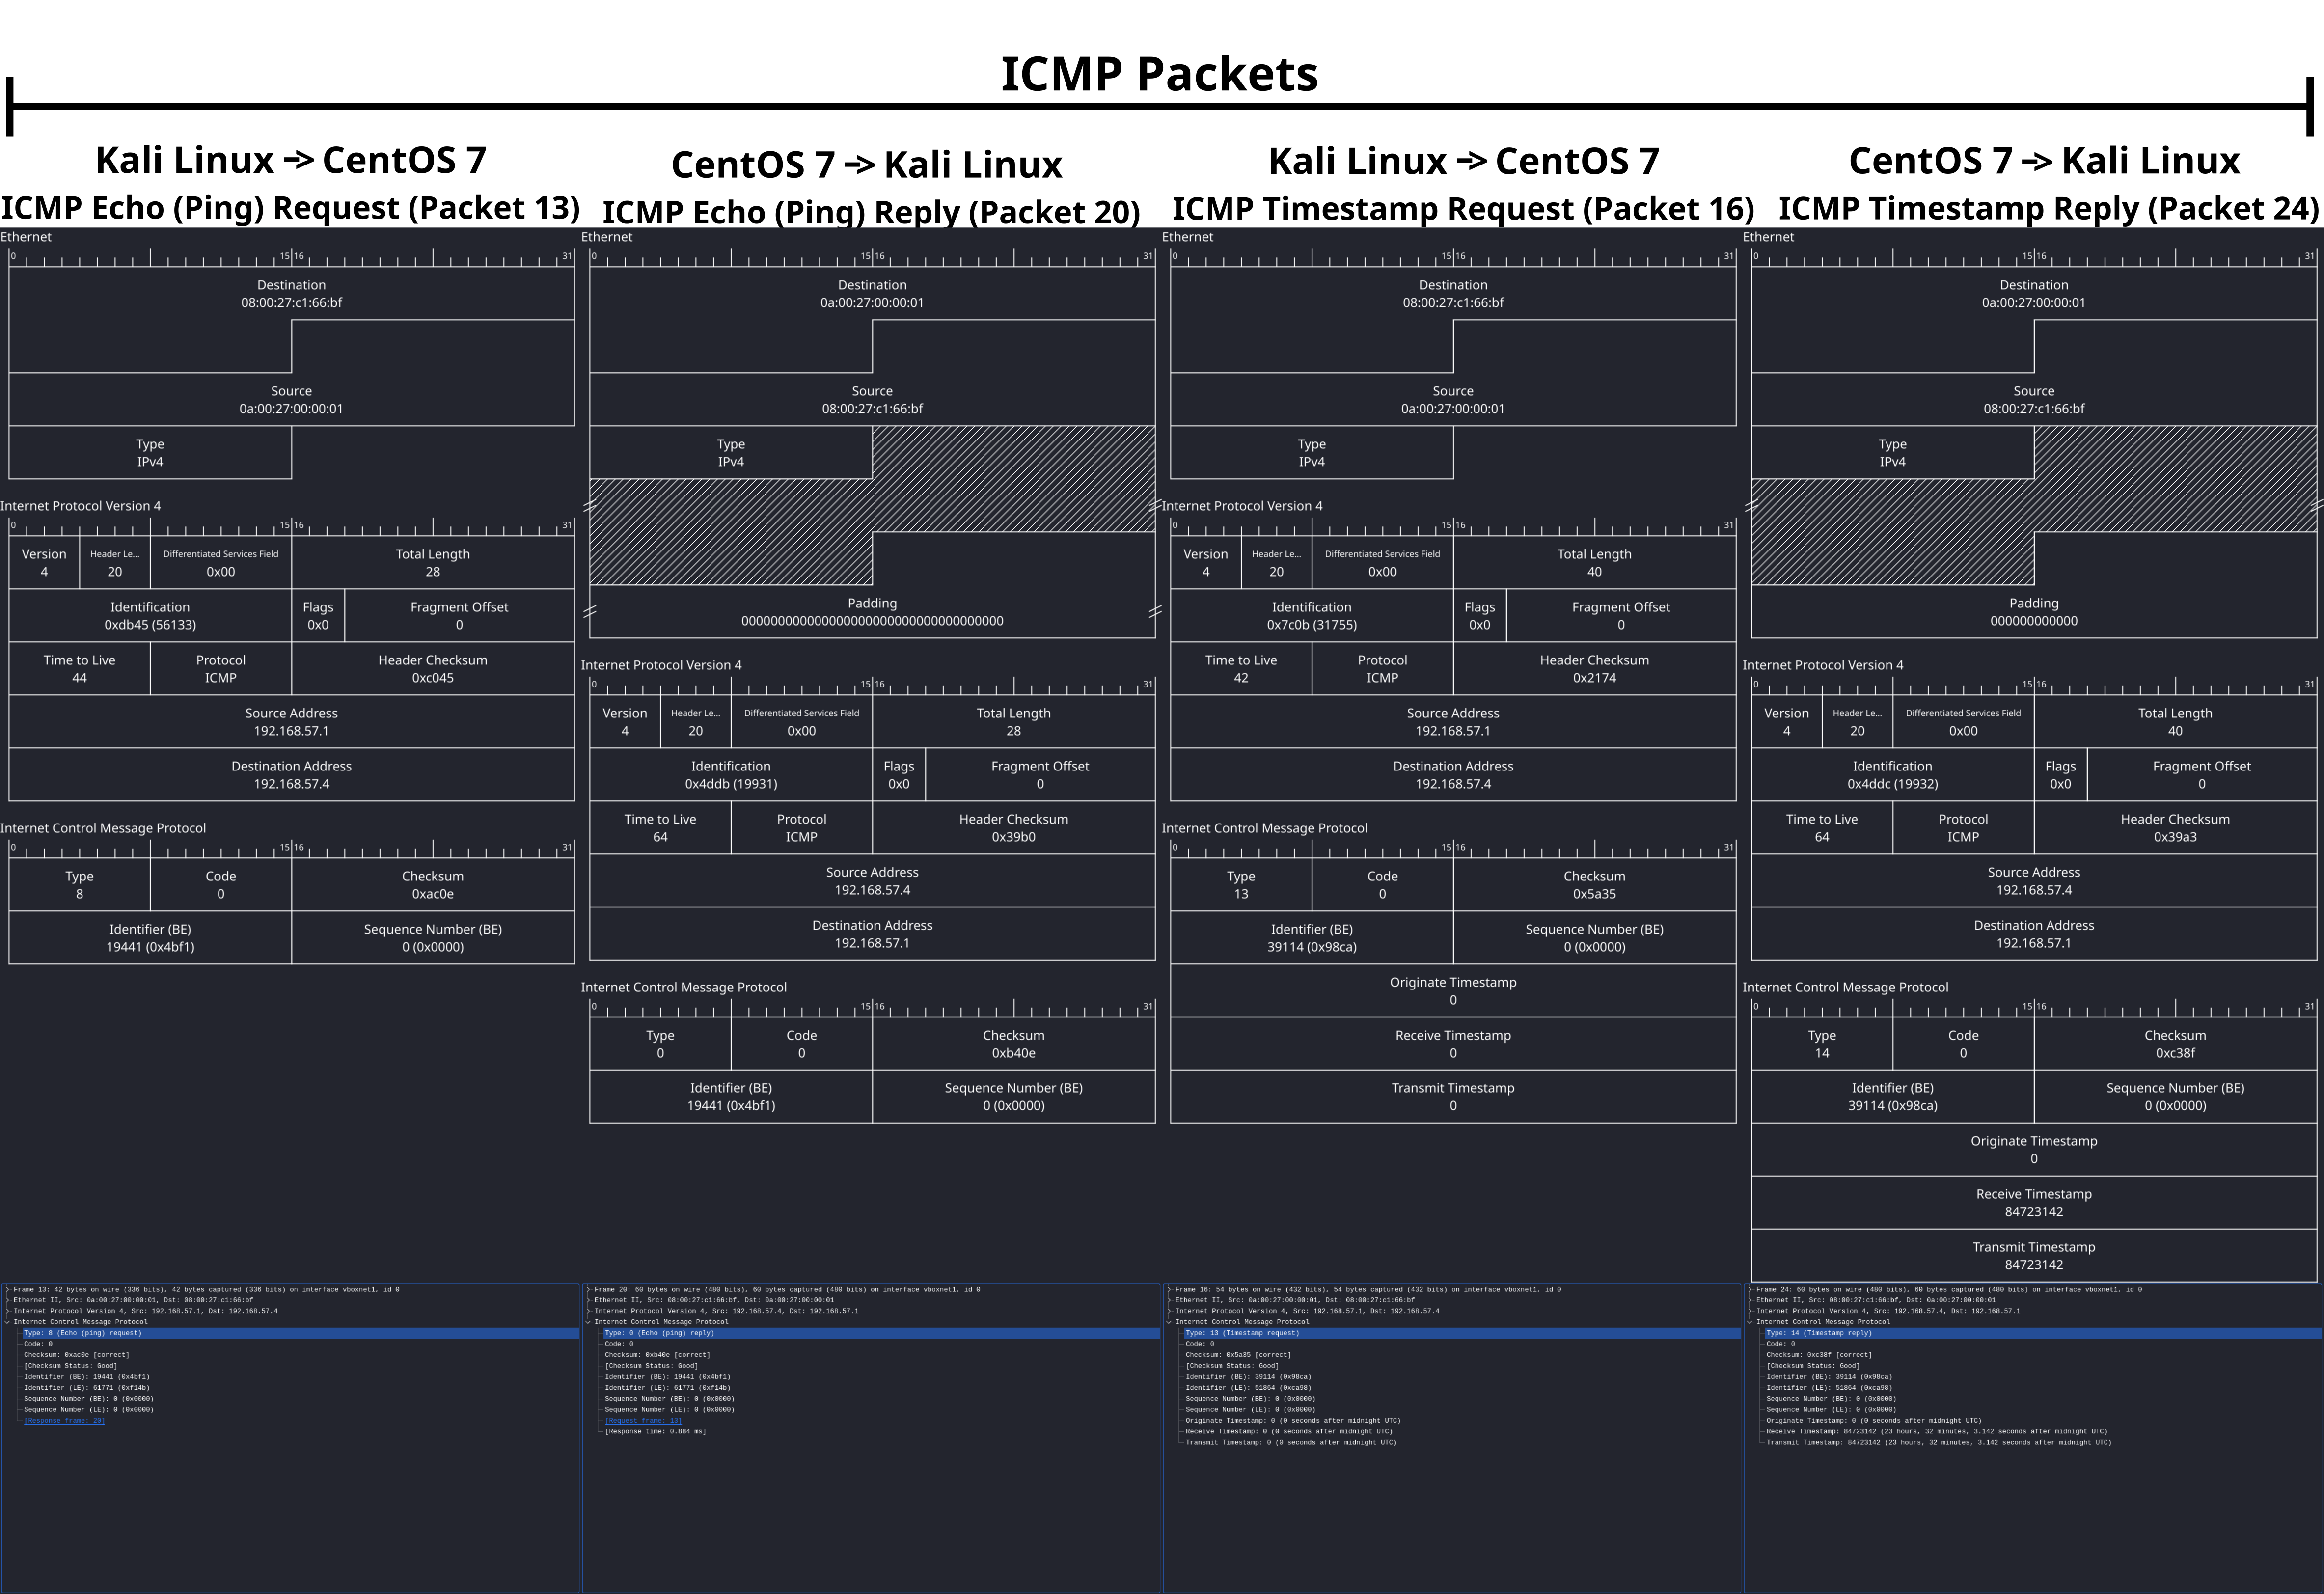 ICMP Packets
Kali Linux -> CentOS 7
ICMP Echo (Ping) Request (Packet 13)
Ethernet
0 15 16 31
Destination
08:00:27:c1:66:bf
Source
0a:00:27:00:00:01
Type
IPv4
Internet Protocol Version 4
0 15 16 31
Version Header Le... Differentiated Services Field Total Length
4 20 0x00 28
Identification Flags Fragment Offset
0xdb45 (56133) 0x0 0
Time to Live Protocol Header Checksum
44 ICMP 0xc045
Source Address
192.168.57.1
Destination Address
192.168.57.4
Internet Control Message Protocol
0 15 16 31
Type Code Checksum
8 0 0xac0e
Identifier (BE) Sequence Number (BE)
19441 (0x4bf1) 0 (0x0000)
Frame 13: 42 bytes on wire (336 bits), 42 bytes captured (336 bits) on interface vboxnet1, id 0
Ethernet II, Src: 0a:00:27:00:00:01, Dst: 08:00:27:c1:66:bf
Internet Protocol Version 4, Src: 192.168.57.1, Dst: 192.168.57.4
Internet Control Message Protocol
Type: 8 (Echo (ping) request)
Code: 0
Checksum: 0xac0e [correct]
[Checksum Status: Good]
Identifier (BE): 19441 (0x4bf1)
Identifier (LE): 61771 (0xf14b)
Sequence Number (BE): 0 (0x0000)
Sequence Number (LE): 0 (0x0000)
[Response frame: 20]
CentOS 7 -> Kali Linux
ICMP Echo (Ping) Reply (Packet 20)
Ethernet
0 15 16 31
Destination
0a:00:27:00:00:01
Source
08:00:27:c1:66:bf
Type
IPv4
Padding
000000000000000000000000000000000000
Internet Protocol Version 4
0 15 16 31
Version Header Le... Differentiated Services Field Total Length
4 20 0x00 28
Identification Flags Fragment Offset
0x4ddb (19931) 0x0 0
Time to Live Protocol Header Checksum
64 ICMP 0x39b0
Source Address
192.168.57.4
Destination Address
192.168.57.1
Internet Control Message Protocol
0 15 16 31
Type Code Checksum
0 0 0xb40e
Identifier (BE) Sequence Number (BE)
19441 (0x4bf1) 0 (0x0000)
Frame 20: 60 bytes on wire (480 bits), 60 bytes captured (480 bits) on interface vboxnet1, id 0
Ethernet II, Src: 08:00:27:c1:66:bf, Dst: 0a:00:27:00:00:01
Internet Protocol Version 4, Src: 192.168.57.4, Dst: 192.168.57.1
Internet Control Message Protocol
Type: 0 (Echo (ping) reply)
Code: 0
Checksum: 0xb40e [correct]
[Checksum Status: Good]
Identifier (BE): 19441 (0x4bf1)
Identifier (LE): 61771 (0xf14b)
Sequence Number (BE): 0 (0x0000)
Sequence Number (LE): 0 (0x0000)
[Request frame: 13]
[Response time: 0.884 ms]
Kali Linux -> CentOS 7
ICMP Timestamp Request (Packet 16)
Ethernet
0 15 16 31
Destination
08:00:27:c1:66:bf
Source
0a:00:27:00:00:01
Type
IPv4
Internet Protocol Version 4
0 15 16 31
Version Header Le... Differentiated Services Field Total Length
4 20 0x00 40
Identification Flags Fragment Offset
0x7c0b (31755) 0x0 0
Time to Live Protocol Header Checksum
42 ICMP 0x2174
Source Address
192.168.57.1
Destination Address
192.168.57.4
Internet Control Message Protocol
0 15 16 31
Type Code Checksum
13 0 0x5a35
Identifier (BE) Sequence Number (BE)
39114 (0x98ca) 0 (0x0000)
Originate Timestamp
0
Receive Timestamp
0
Transmit Timestamp
0
Frame 16: 54 bytes on wire (432 bits), 54 bytes captured (432 bits) on interface vboxnet1, id 0
Ethernet II, Src: 0a:00:27:00:00:01, Dst: 08:00:27:c1:66:bf
Internet Protocol Version 4, Src: 192.168.57.1, Dst: 192.168.57.4
Internet Control Message Protocol
Type: 13 (Timestamp request)
Code: 0
Checksum: 0x5a35 [correct]
[Checksum Status: Good]
Identifier (BE): 39114 (0x98ca)
Identifier (LE): 51864 (0xca98)
Sequence Number (BE): 0 (0x0000)
Sequence Number (LE): 0 (0x0000)
Originate Timestamp: 0 (0 seconds after midnight UTC)
Receive Timestamp: 0 (0 seconds after midnight UTC)
Transmit Timestamp: 0 (0 seconds after midnight UTC)
CentOS 7 -> Kali Linux
ICMP Timestamp Reply (Packet 24)
Ethernet
0 15 16 31
Destination
0a:00:27:00:00:01
Source
08:00:27:c1:66:bf
Type
IPv4
Padding
000000000000
Internet Protocol Version 4
0 15 16 31
Version Header Le... Differentiated Services Field Total Length
4 20 0x00 40
Identification Flags Fragment Offset
0x4ddc (19932) 0x0 0
Time to Live Protocol Header Checksum
64 ICMP 0x39a3
Source Address
192.168.57.4
Destination Address
192.168.57.1
Internet Control Message Protocol
0 15 16 31
Type Code Checksum
14 0 0xc38f
Identifier (BE) Sequence Number (BE)
39114 (0x98ca) 0 (0x0000)
Originate Timestamp
0
Receive Timestamp
84723142
Transmit Timestamp
84723142
Frame 24: 60 bytes on wire (480 bits), 60 bytes captured (480 bits) on interface vboxnet1, id 0
Ethernet II, Src: 08:00:27:c1:66:bf, Dst: 0a:00:27:00:00:01
Internet Protocol Version 4, Src: 192.168.57.4, Dst: 192.168.57.1
Internet Control Message Protocol
Type: 14 (Timestamp reply)
Code: 0
Checksum: 0xc38f [correct]
[Checksum Status: Good]
Identifier (BE): 39114 (0x98ca)
Identifier (LE): 51864 (0xca98)
Sequence Number (BE): 0 (0x0000)
Sequence Number (LE): 0 (0x0000)
Originate Timestamp: 0 (0 seconds after midnight UTC)
Receive Timestamp: 84723142 (23 hours, 32 minutes, 3.142 seconds after midnight UTC)
Transmit Timestamp: 84723142 (23 hours, 32 minutes, 3.142 seconds after midnight UTC)